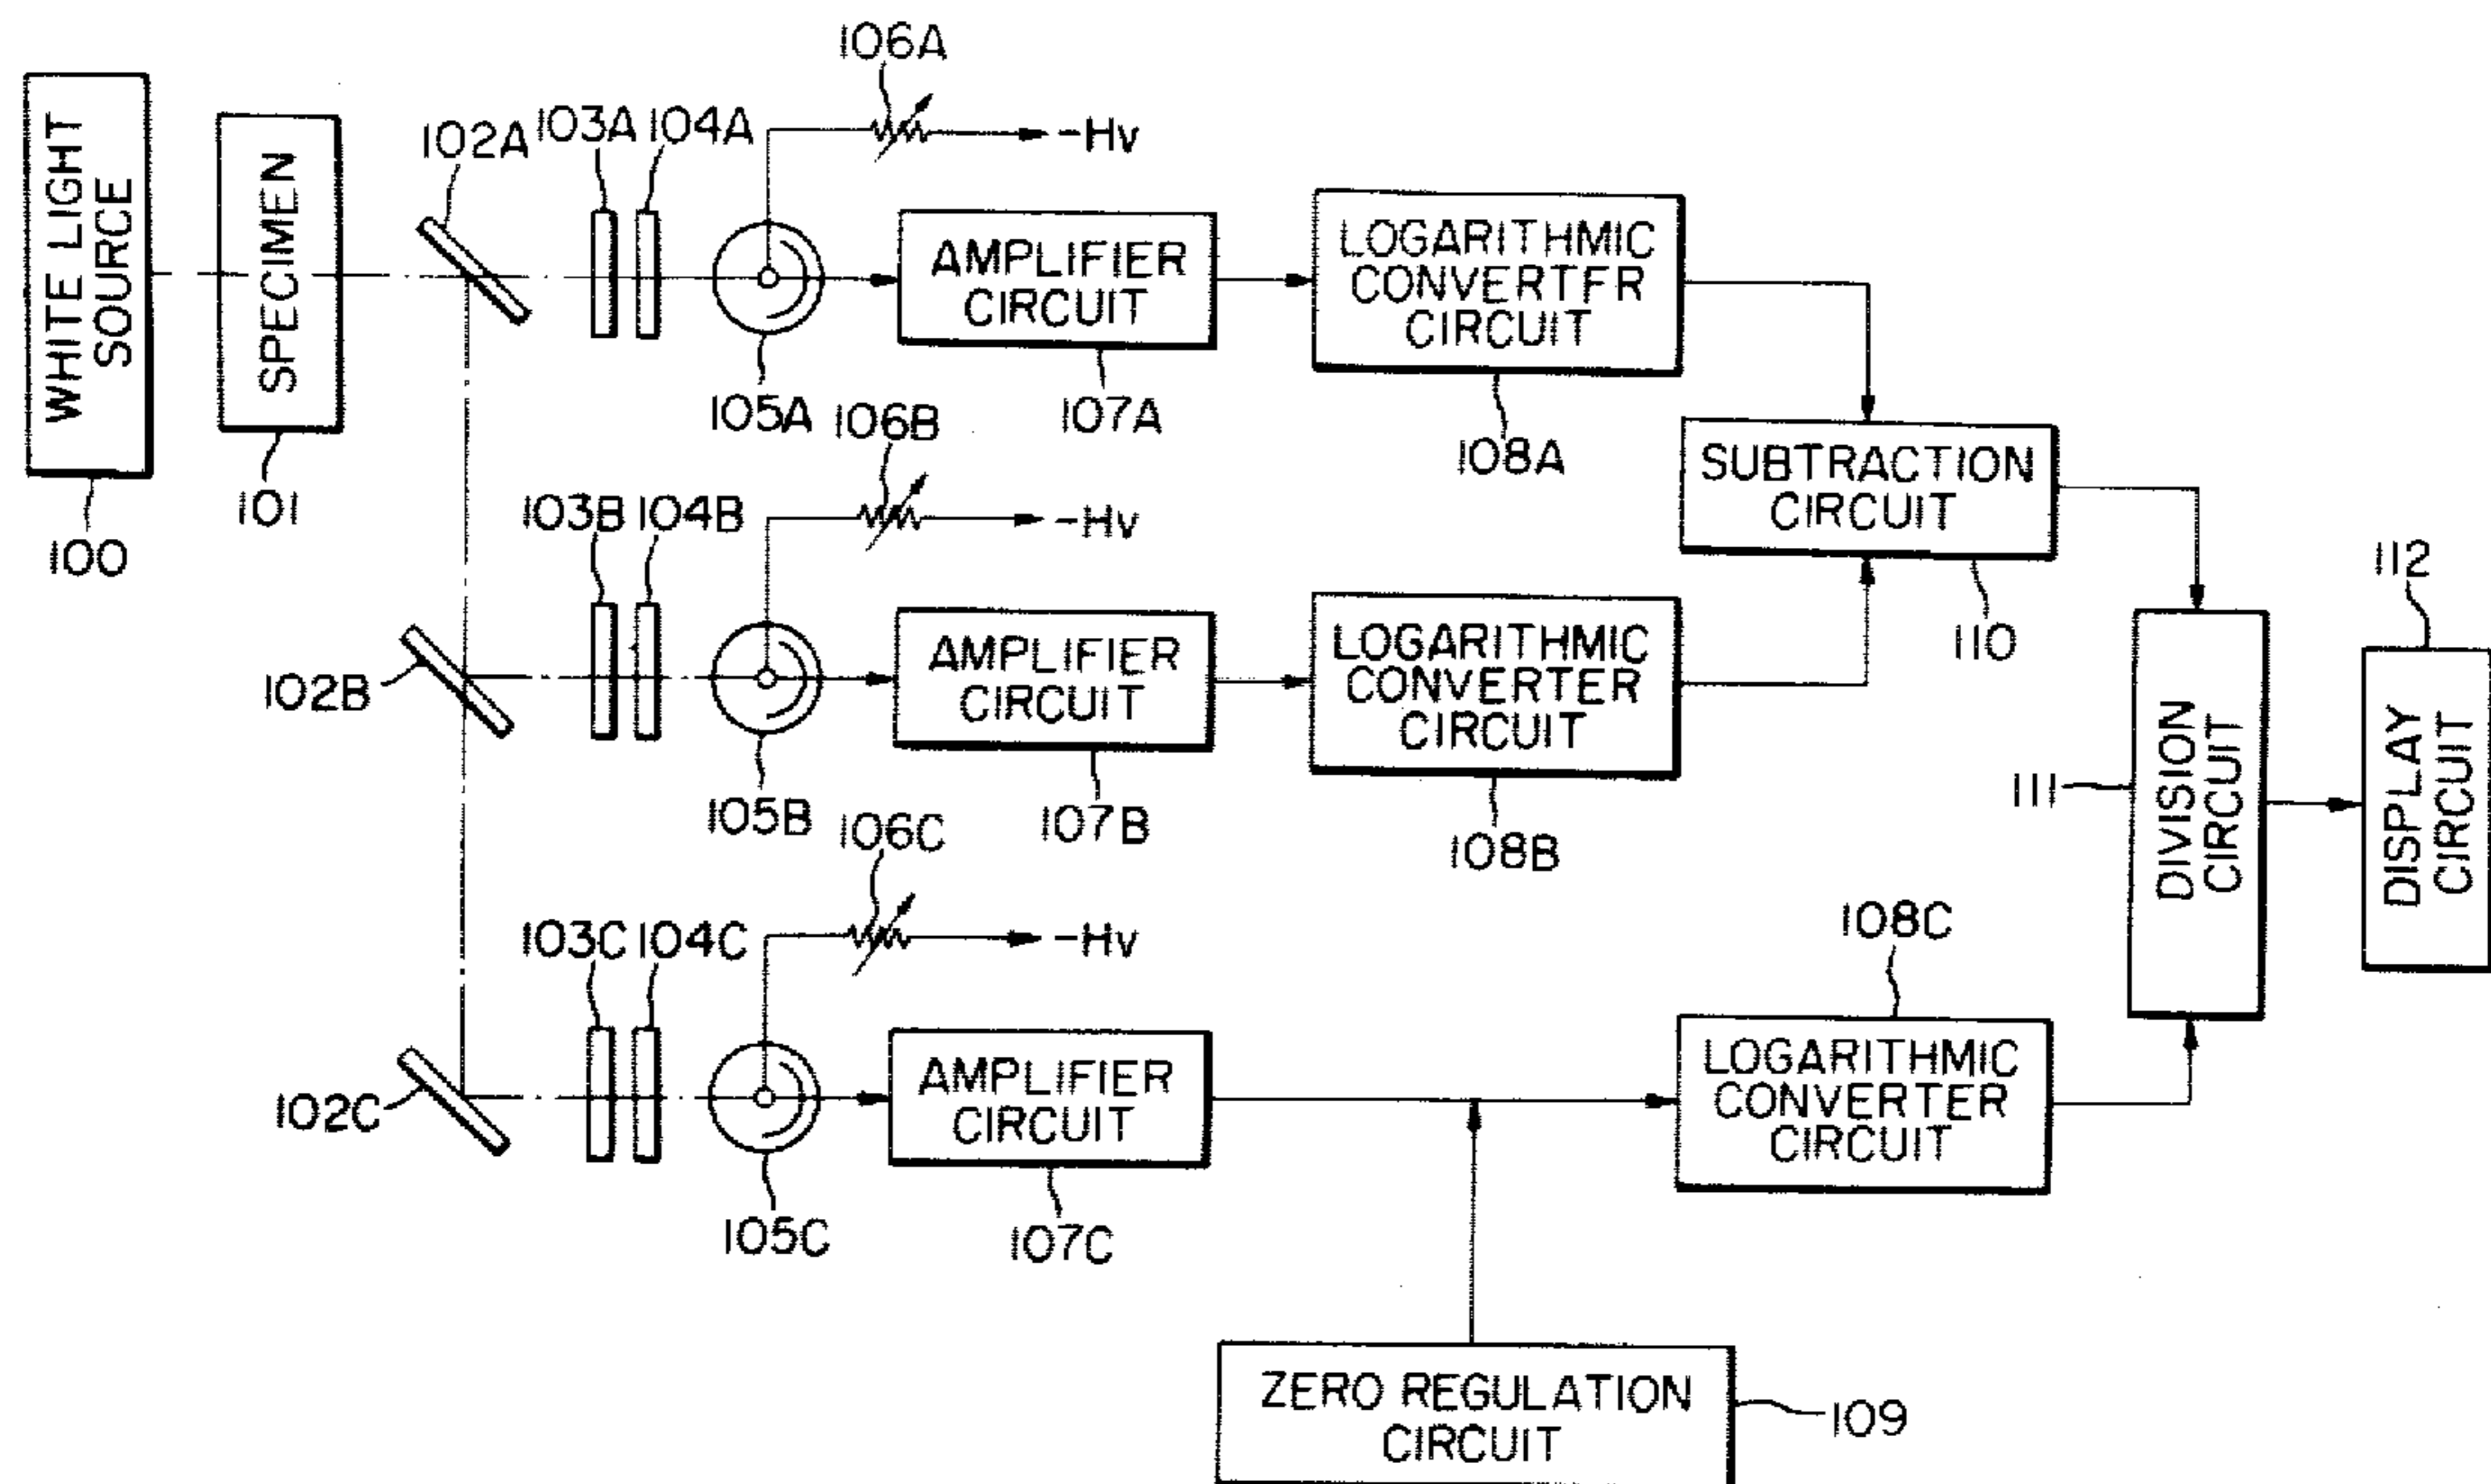 106A
WHITE LIGHT
SOURCE
SPECIMEN
102A
103A
104A
-Hv
AMPLIFIER
CIRCUIT
LOGARITHMIC
CONVERTFR
CIRCUIT
105A
107A
108A
100
101
106B
103B
104B
-Hv
SUBTRACTION
CIRCUIT
110
112
102B
AMPLIFIER
CIRCUIT
LOGARITHMIC
CONVERTER
CIRCUIT
105B
107B
108B
111
DIVISION
CIRCUIT
DISPLAY
CIRCUIT
106C
103C
104C
-Hv
108C
102C
AMPLIFIER
CIRCUIT
LOGARITHMIC
CONVERTER
CIRCUIT
105C
107C
ZERO REGULATION
CIRCUIT
109